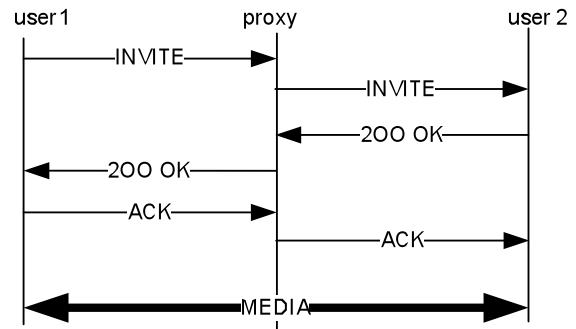 user 1 proxy user 2
INVITE
INVITE
200 OK
200 OK
ACK
ACK
MEDIA